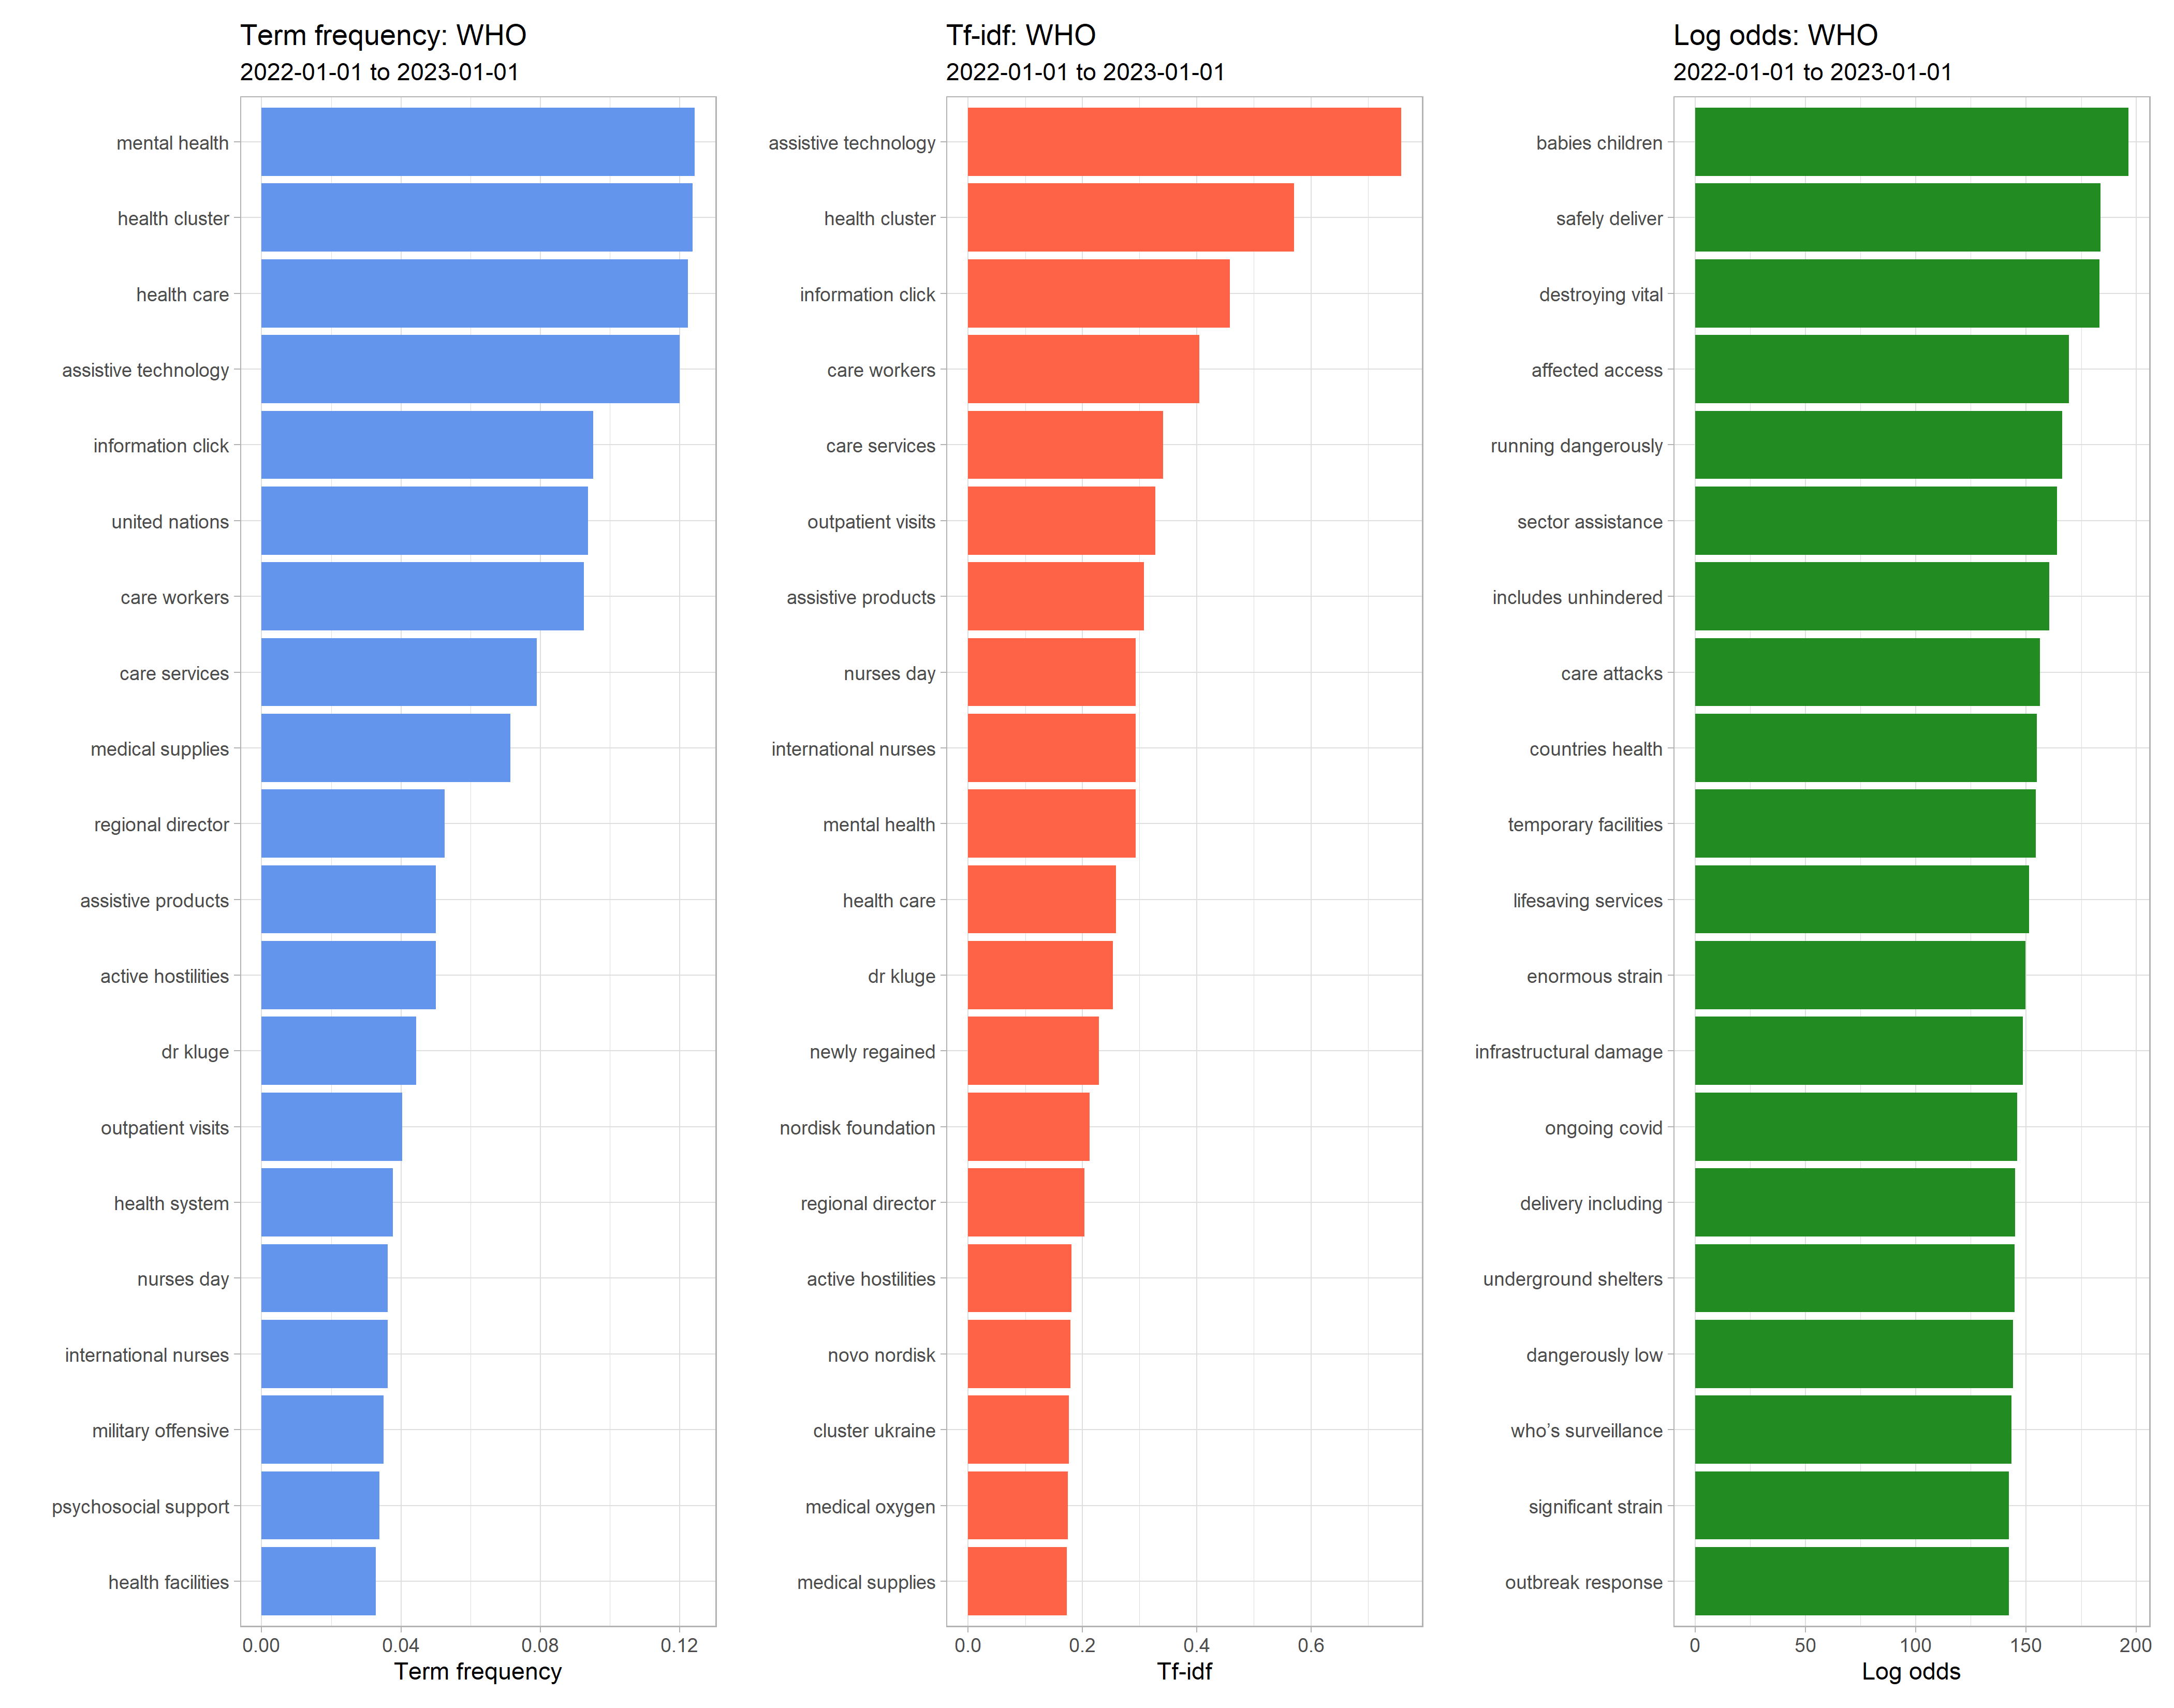 Term frequency: WHO
2022-01-01 to 2023-01-01
mental health
health cluster
health care
assistive technology
information click
united nations
care workers
care services
medical supplies
regional director
assistive products
active hostilities
dr kluge
outpatient visits
health system
nurses day
international nurses
military offensive
psychosocial support
health facilities
0.00 0.04 0.08 0.12
Term frequency
Tf-idf: WHO
2022-01-01 to 2023-01-01
assistive technology
health cluster
information click
care workers
care services
outpatient visits
assistive products
nurses day
international nurses
mental health
health care
dr kluge
newly regained
nordisk foundation
regional director
active hostilities
novo nordisk
cluster ukraine
medical oxygen
medical supplies
0.0 0.2 0.4 0.6
Tf-idf
Log odds: WHO
2022-01-01 to 2023-01-01
babies children
safely deliver
destroying vital
affected access
running dangerously
sector assistance
includes unhindered
care attacks
countries health
temporary facilities
lifesaving services
enormous strain
infrastructural damage
ongoing covid
delivery including
underground shelters
dangerously low
who’s surveillance
significant strain
outbreak response
0 50 100 150 200
Log odds